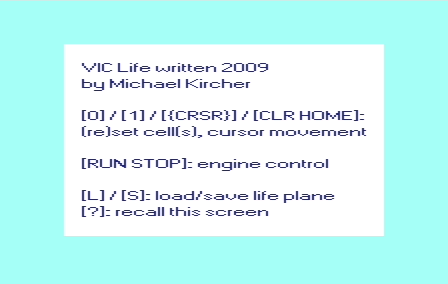 VIC Life written 2009
by Michael Kircher
[0] / [1] / [{CRSR}] / [CLR HOME]:
(re)set cell(s), cursor movement
[RUN STOP]: engine control
[L] / [S]: load/save life plane
[?]: recall this screen